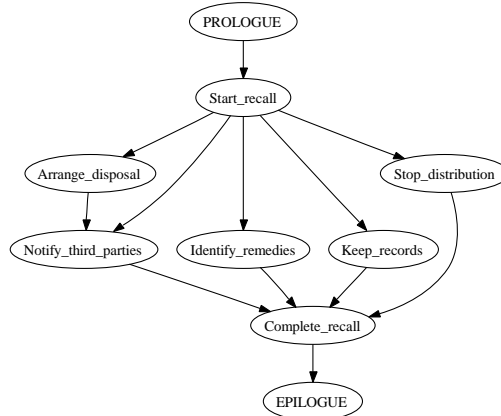 PROLOGUE
Start_recall
Arrange_disposal
Stop_distribution
Notify_third_parties
Identify_remedies
Keep_records
Complete_recall
EPILOGUE